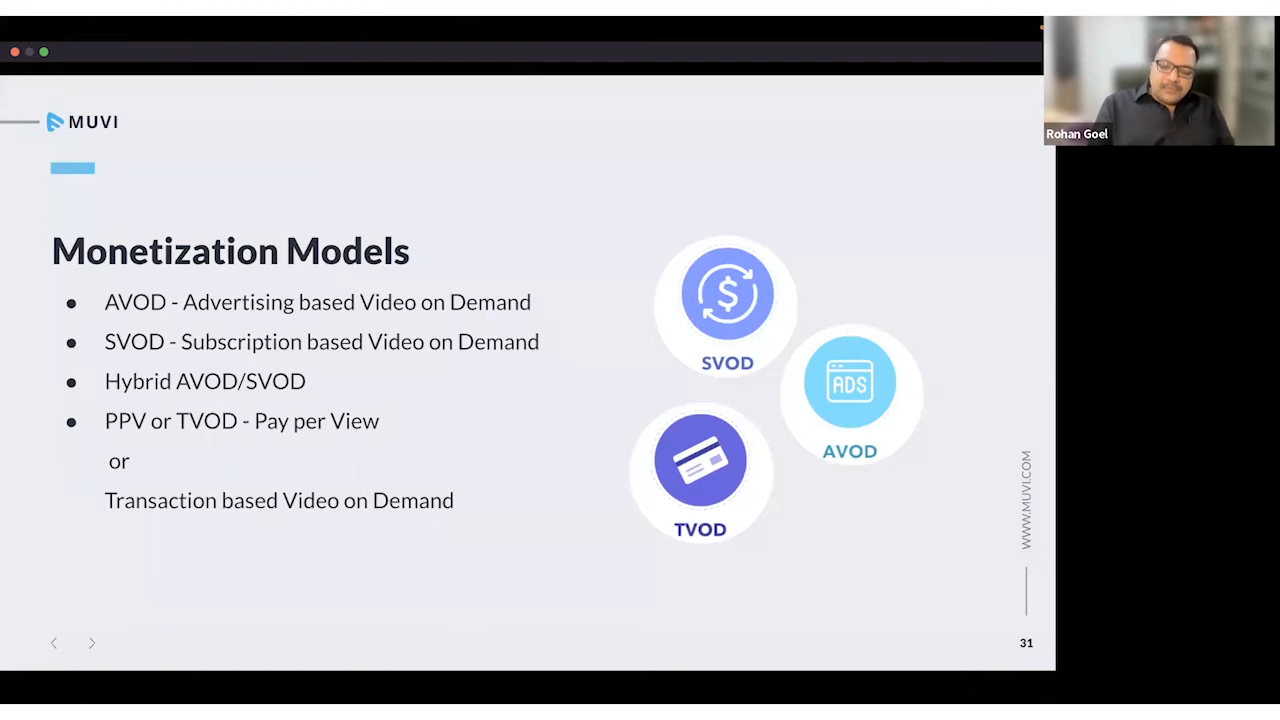 MUVI
Rohan Goel
Monetization Models
● AVOD - Advertising based Video on Demand
● SVOD - Subscription based Video on Demand
● Hybrid AVOD/SVOD
● PPV or TVOD - Pay per View
or
Transaction based Video on Demand
SVOD
ADS
AVOD
TVOD
WWW.MUVI.COM
31